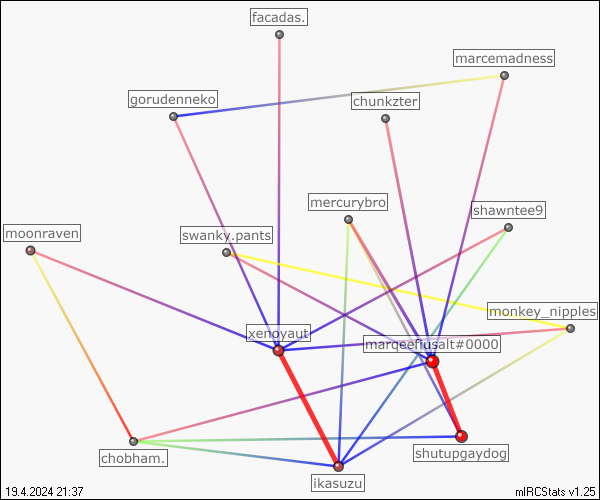 facadas.
marcemadness
gorudenneko
chunkzter
mercurybro
shawntee9
moonraven
swanky.pants
monkey_nipples
xenoyaut
marqeeflusalt#0000
chobham.
shutupgaydog
ikasuzu
19.4.2024 21:37
mIRCStats v1.25